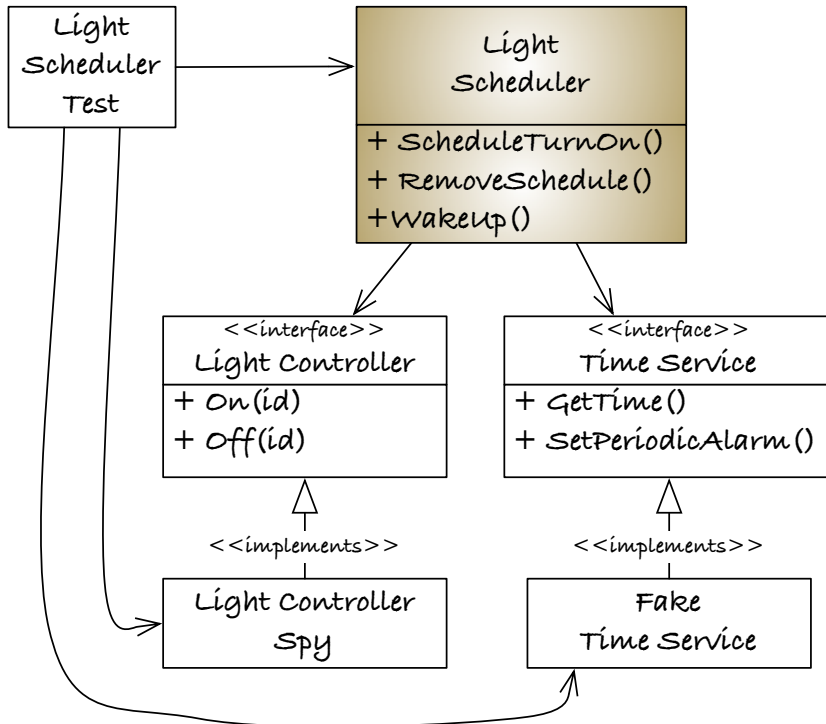 Light
Scheduler
Test
Light
Scheduler
+ ScheduleTurnOn()
+ RemoveSchedule()
+WakeUp()
<<interface>>
Light Controller
+ On(id)
+ Off(id)
<<interface>>
Time Service
+ GetTime()
+ SetPeriodicAlarm()
<<implements>>
<<implements>>
Light Controller
Spy
Fake
Time Service